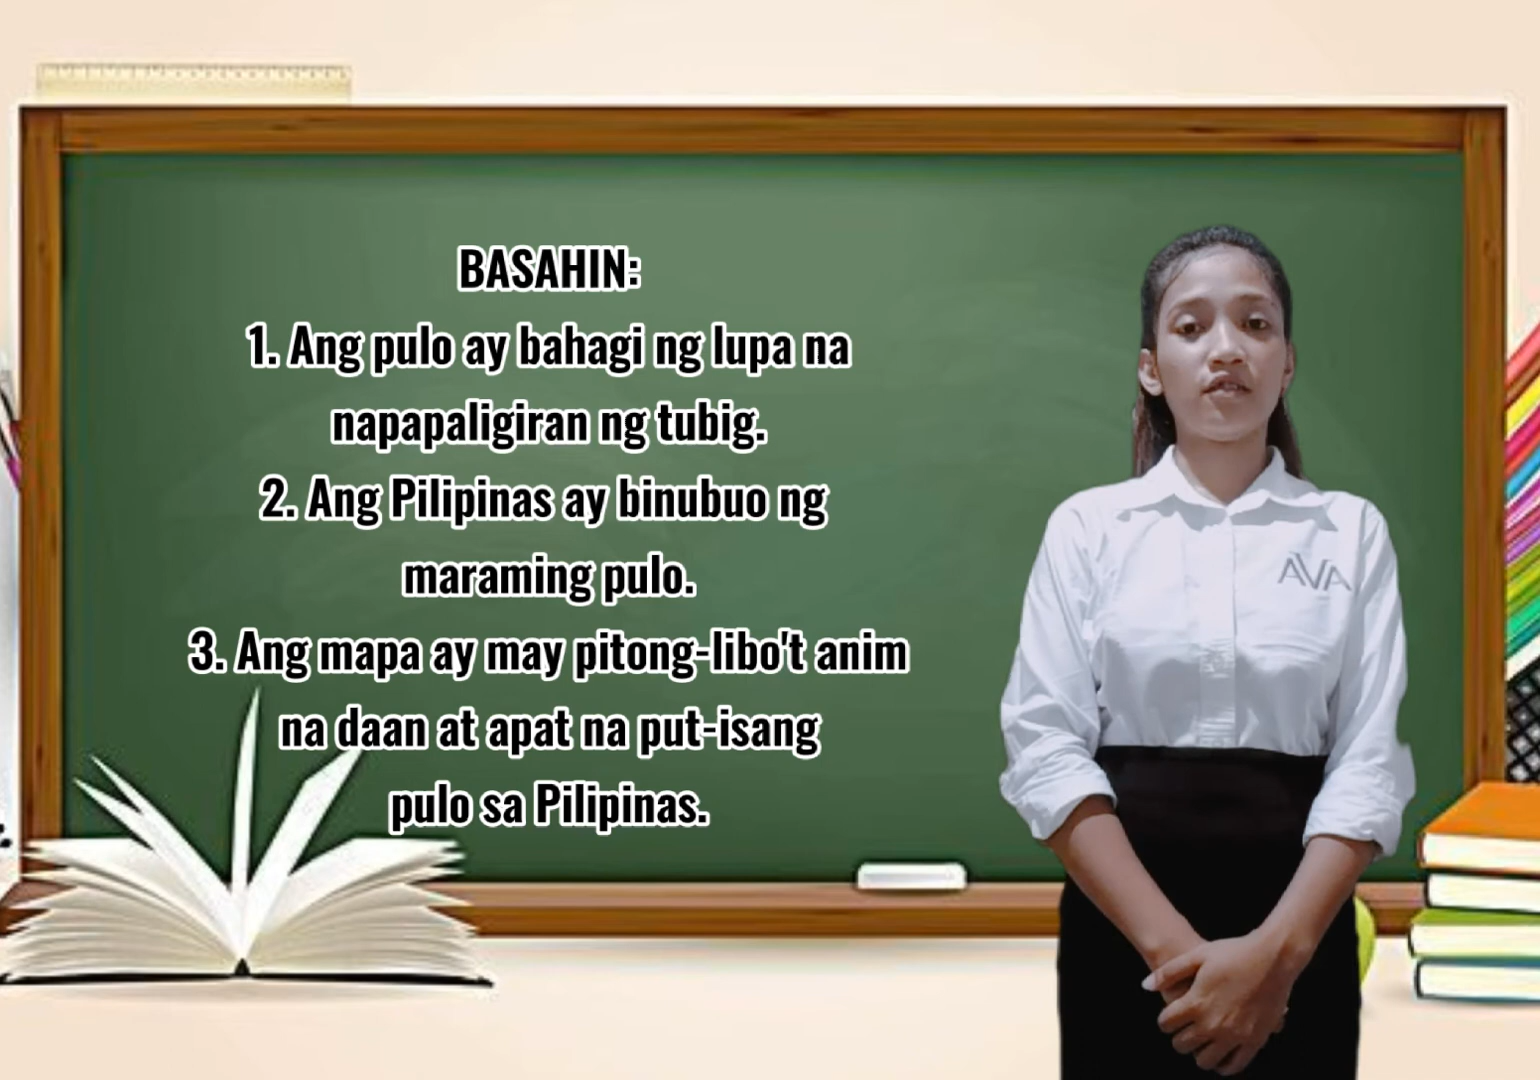 BASAHIN:
1. Ang pulo ay bahagi ng lupa na
napapaligiran ng tubig.
2. Ang Pilipinas ay binubuo ng
maraming pulo.
3. Ang mapa ay may pitong-libo't anim
na daan at apat na put-isang
pulo sa Pilipinas.
AVA